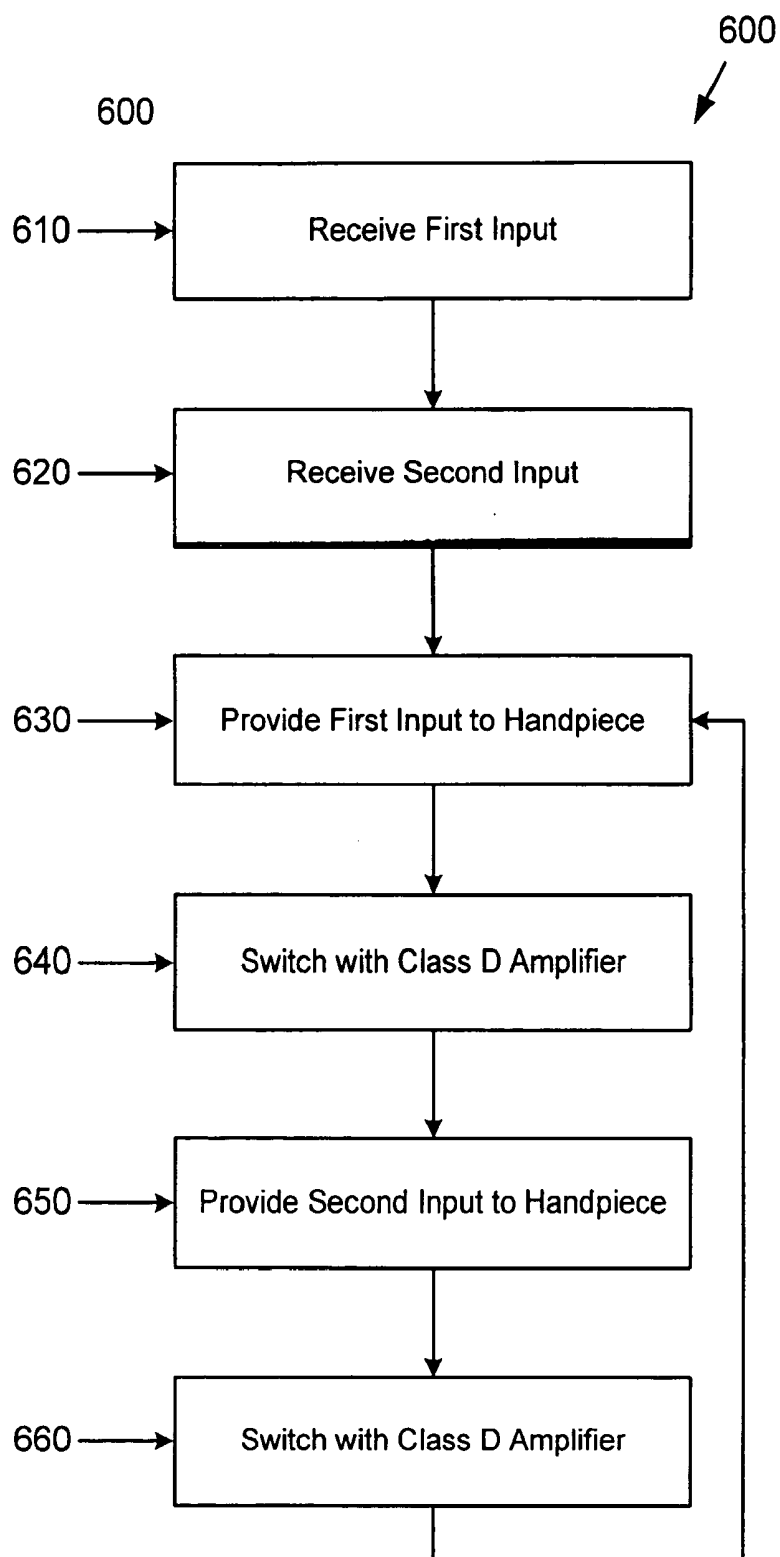 600
600
610
Receive First Input
620
Receive Second Input
630
Provide First Input to Handpiece
640
Switch with Class D Amplifier
650
Provide Second Input to Handpiece
660
Switch with Class D Amplifier